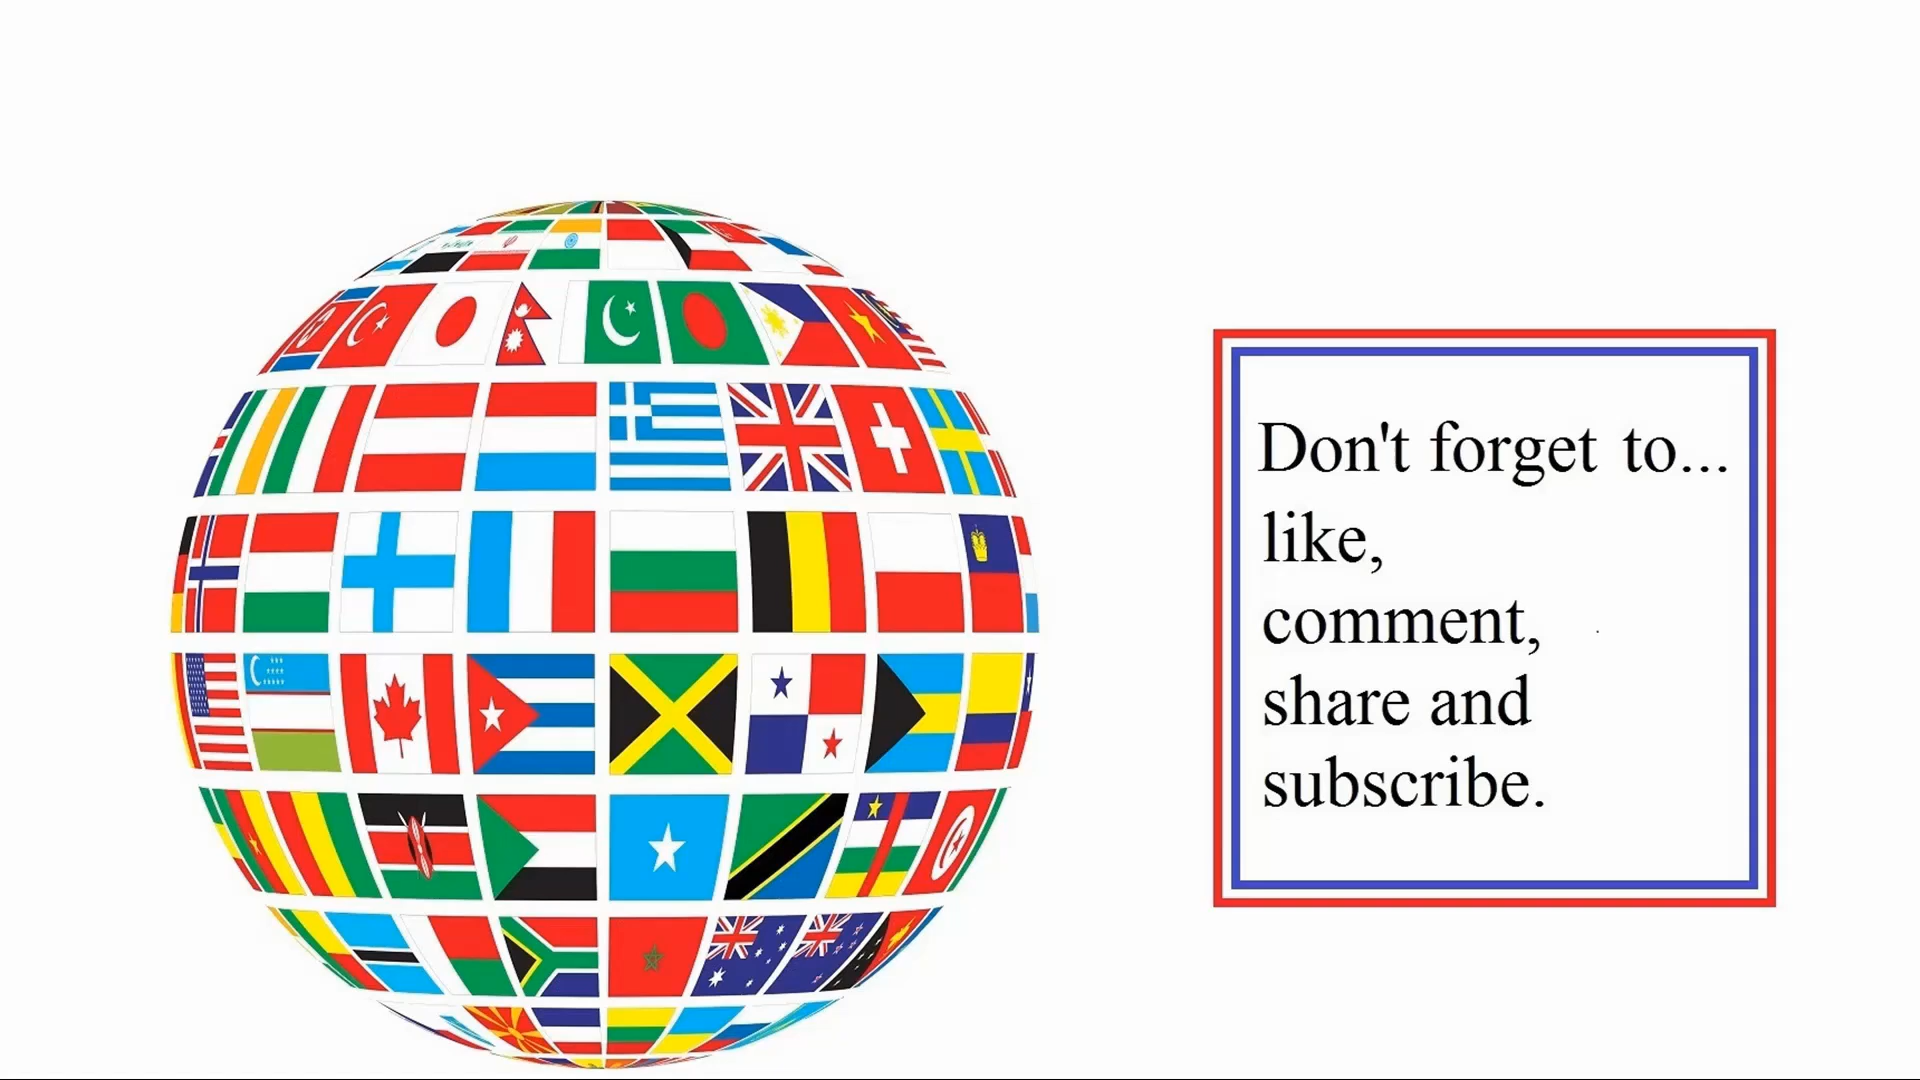 Don't forget to...
like,
comment,
share and
subscribe.